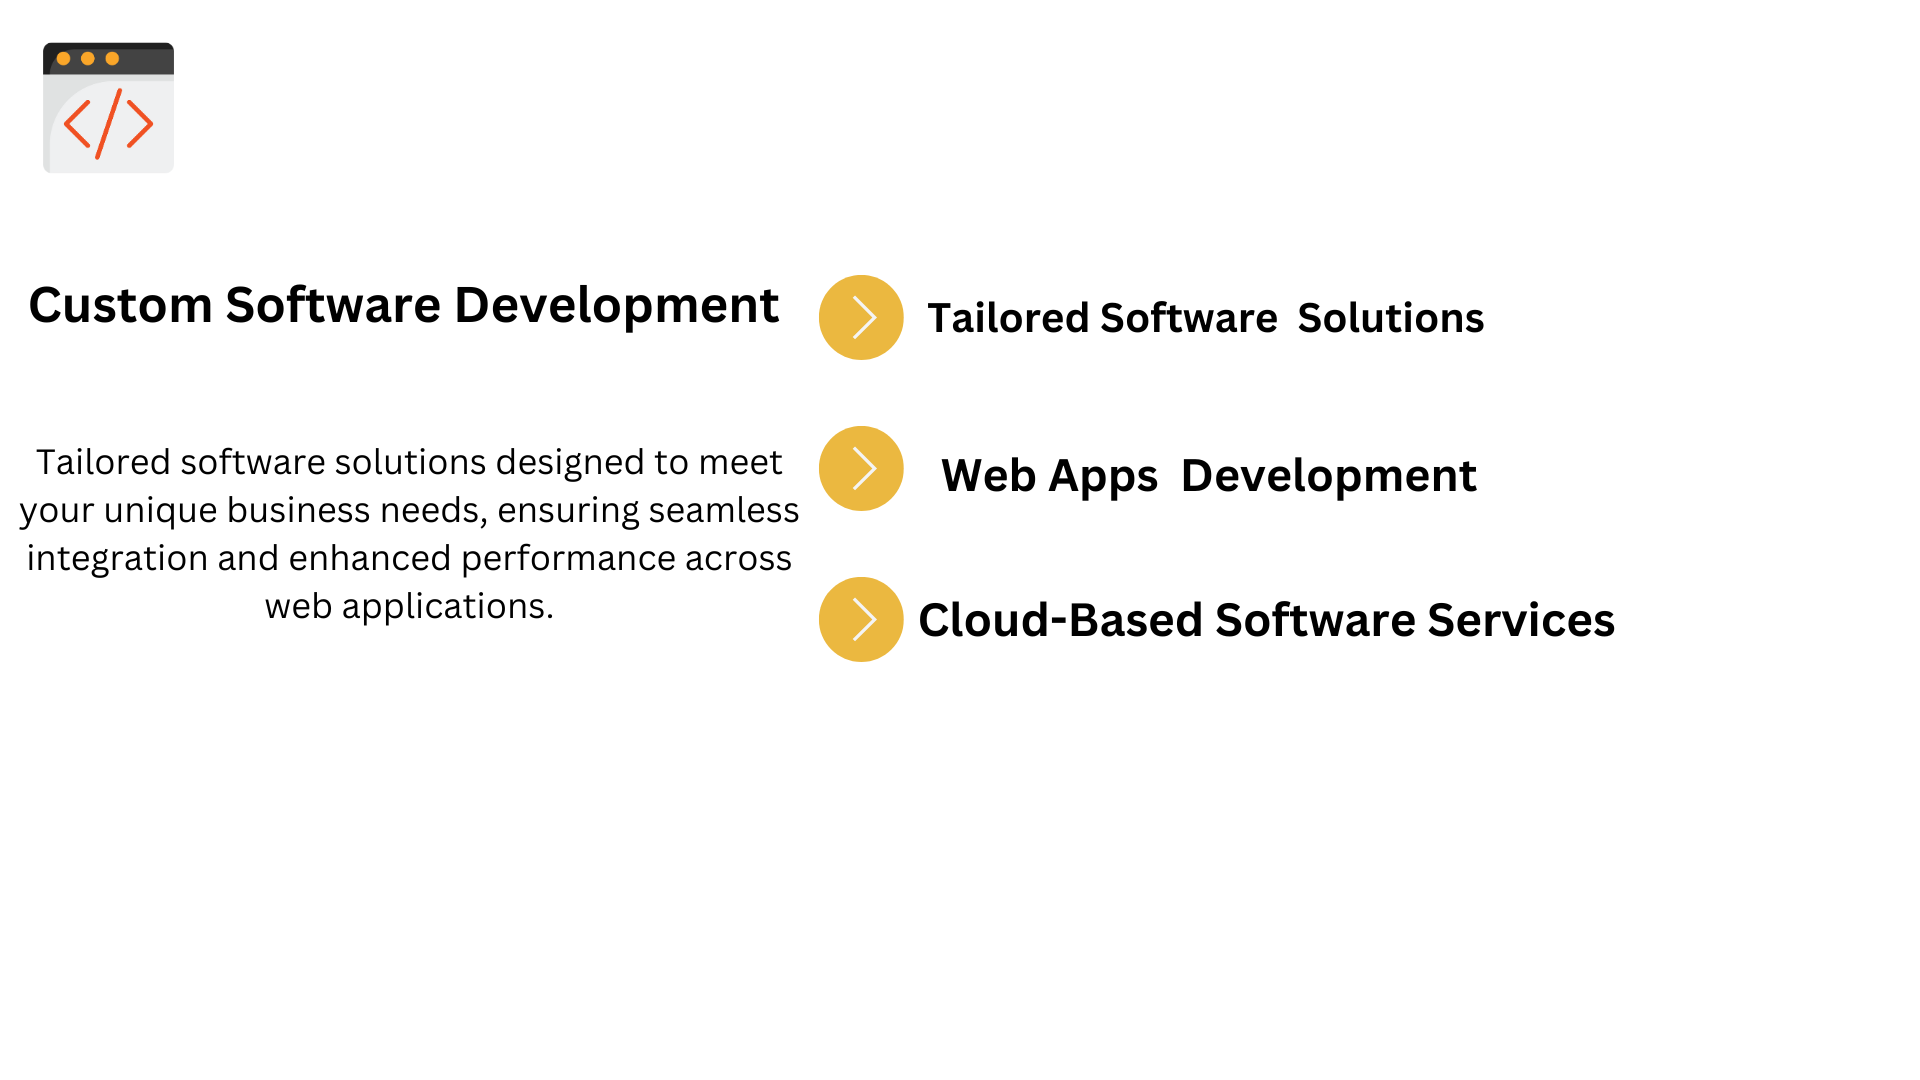 </>
Custom Software Development
Tailored software solutions designed to meet
your unique business needs, ensuring seamless
integration and enhanced performance across
web applications.
Tailored Software  Solutions
Web Apps  Development
Cloud-Based Software Services